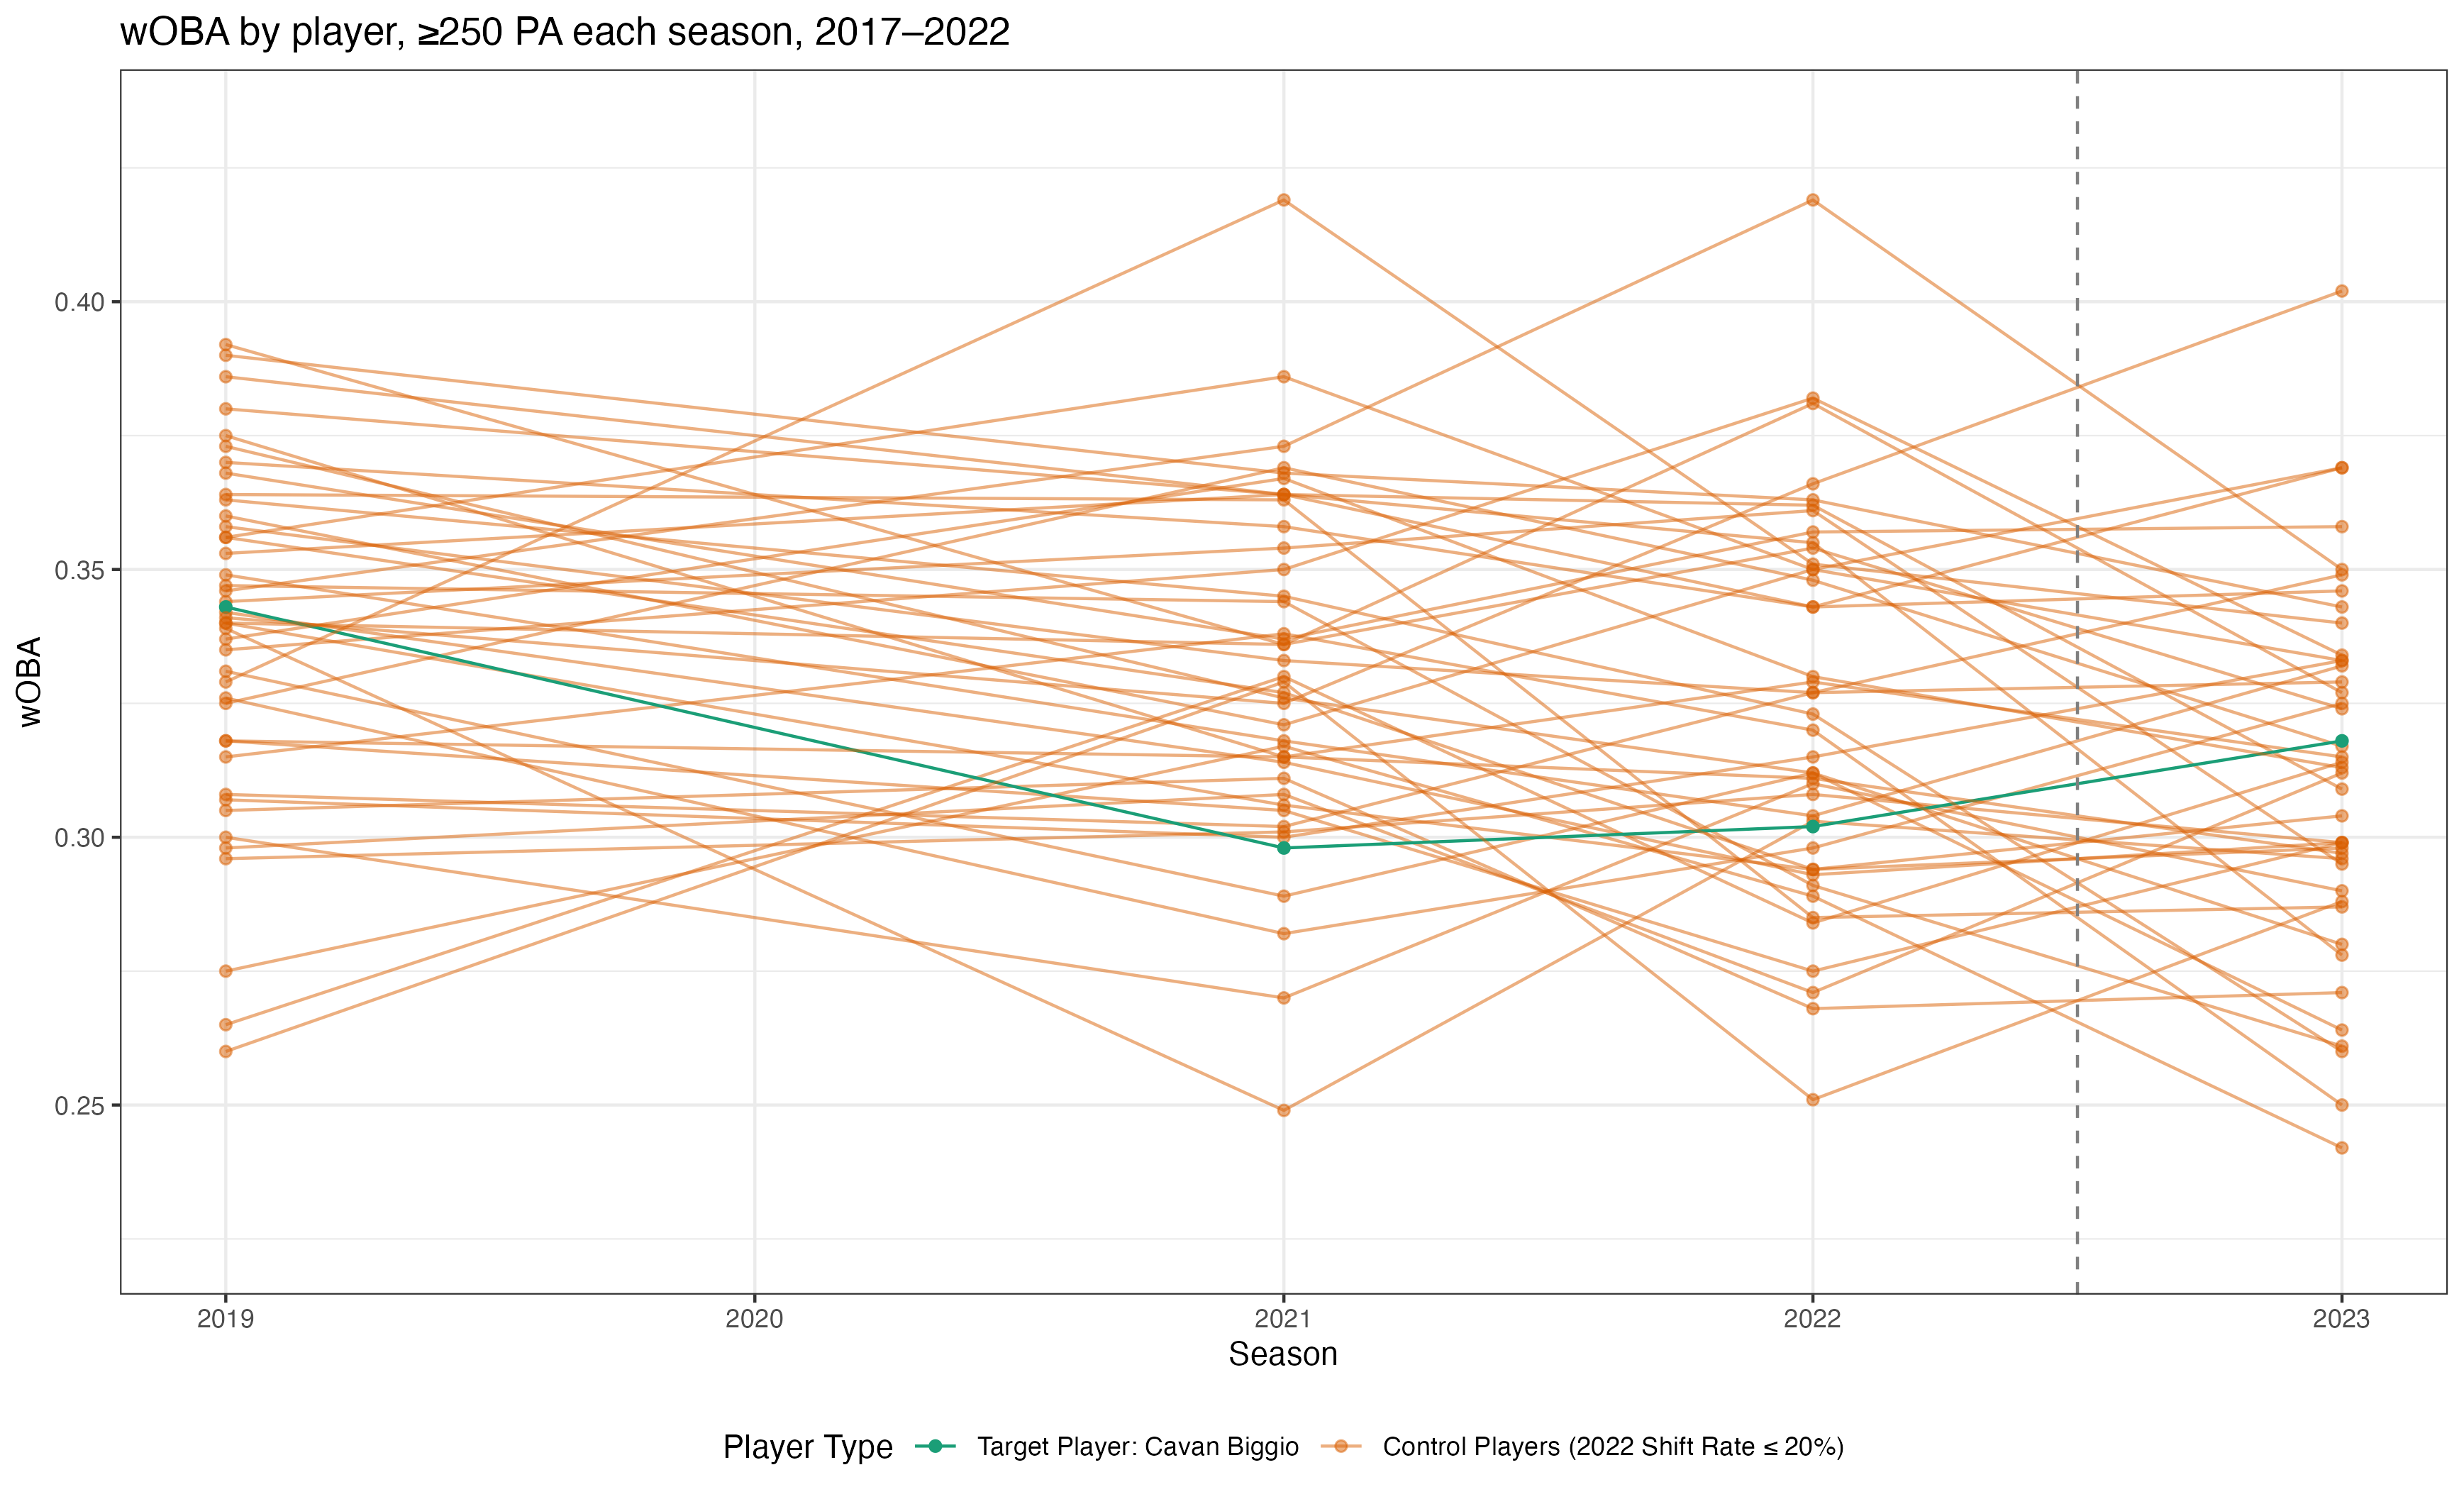 wOBA by player, ≥250 PA each season, 2017–2022
wOBA
0.40
0.35
0.30
0.25
2019 2020 2021 2022 2023
Season
Player Type Target Player: Cavan Biggio Control Players (2022 Shift Rate ≤ 20%)